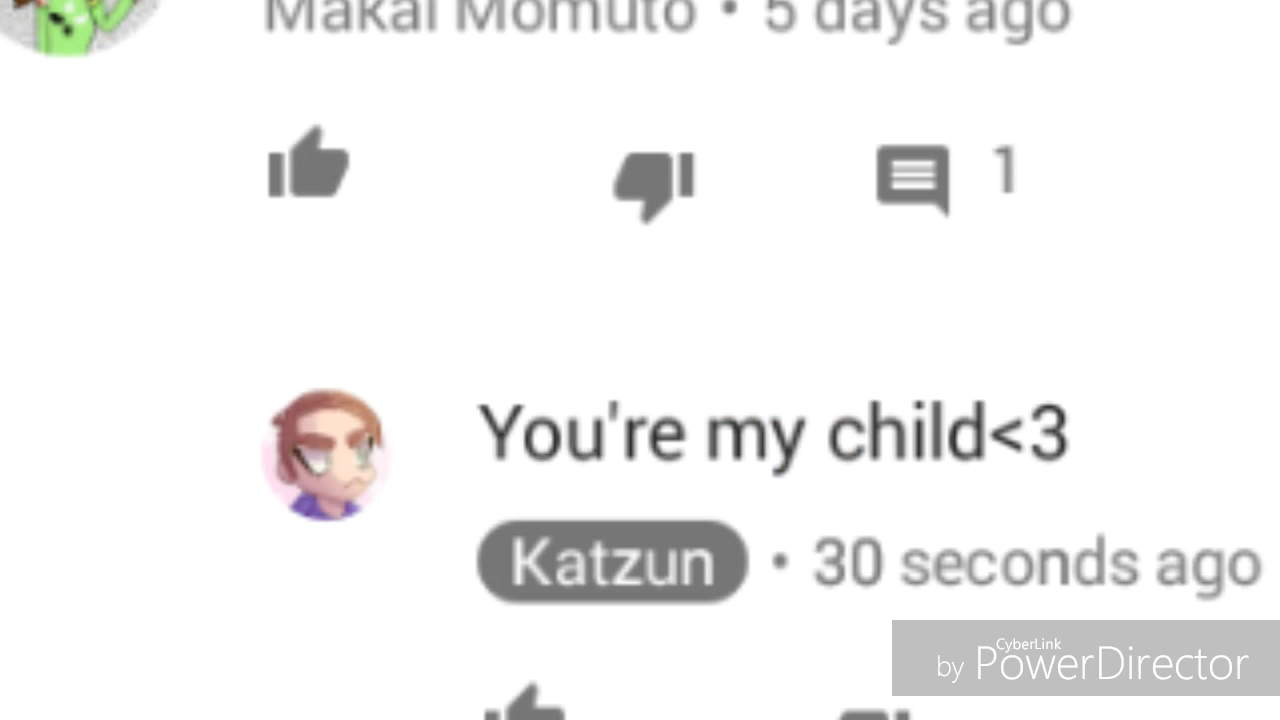 Makai Momuto • 5 days ago
1
You're my child<3
Katzun • 30 seconds ago
CyberLink
by PowerDirector